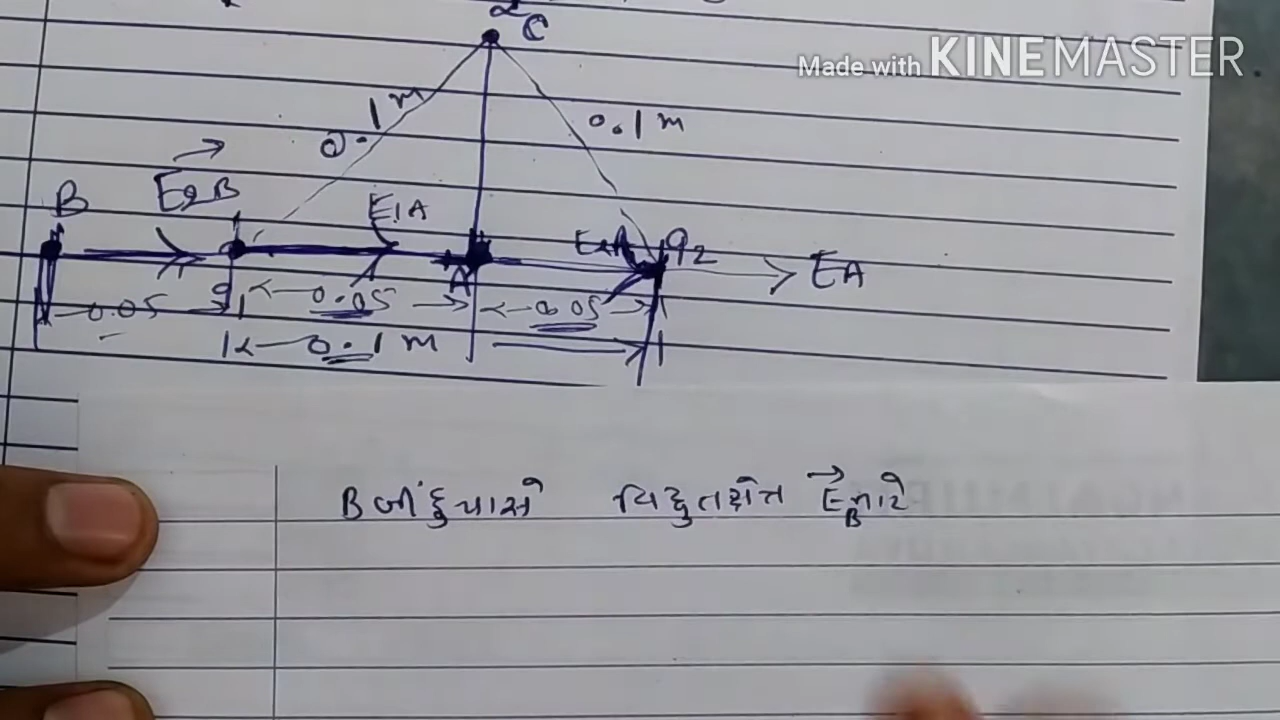 C
Made with KINEMASTER
0.1 m
0.1 m
B
E2B
E1A
E2A
q2
EA
A
q1
0.05
0.05
0.05
0.1 m
B બીંદુ પાસે વિદ્યુતક્ષેત્ર E B માટે